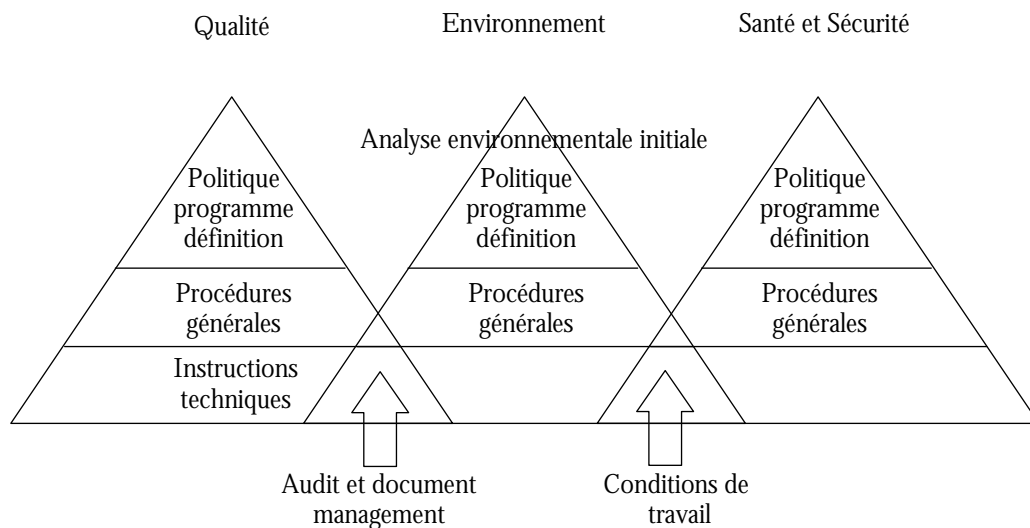 Qualité
Environnement
Santé et Sécurité
Analyse environnementale initiale
Politique
programme
définition
Politique
programme
définition
Politique
programme
définition
Procédures
générales
Procédures
générales
Procédures
générales
Instructions
techniques
Audit et document
management
Conditions de
travail